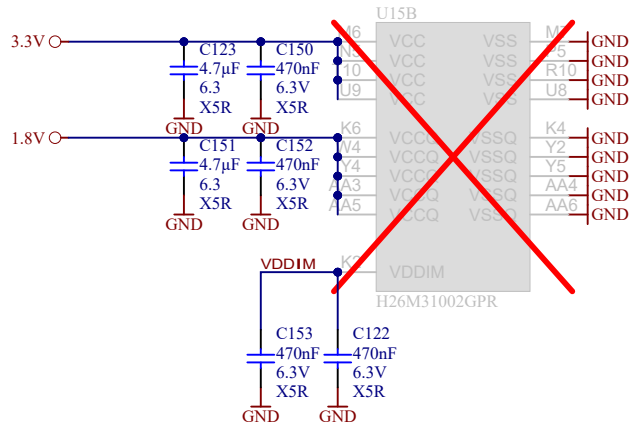 U15B
3.3V
C123
4.7µF
6.3
X5R
GND
C150
470nF
6.3V
X5R
GND
VCC
VCC
VCC
VCC
VSS
VSS
VSS
VSS
N5
P5
U9
R10
U8
GND
GND
GND
GND
1.8V
C151
4.7µF
6.3
X5R
GND
C152
470nF
6.3V
X5R
GND
K6
W4
Y4
AA3
AA5
VCCQ
VCCQ
VCCQ
VCCQ
VCCQ
VSSQ
VSSQ
VSSQ
VSSQ
VSSQ
K4
Y2
Y5
AA4
AA6
GND
GND
GND
GND
GND
VDDIM
VDDIM
H26M31002GPR
C153
470nF
6.3V
X5R
GND
C122
470nF
6.3V
X5R
GND